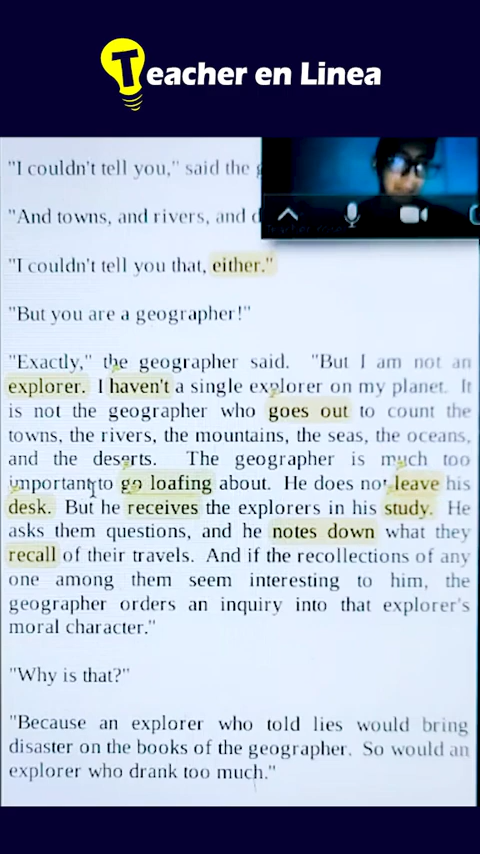 Teacher en Linea
"I couldn't tell you," said the
"And towns, and rivers, and
"I couldn't tell you that, either."
"But you are a geographer!"
"Exactly," the geographer said. "But I am not an
explorer. I haven't a single explorer on my planet. It
is not the geographer who goes out to count the
towns, the rivers, the mountains, the seas, the oceans,
and the deserts. The geographer is much too
important to go loafing about. He does not leave his
desk. But he receives the explorers in his study. He
asks them questions, and he notes down what they
recall of their travels. And if the recollections of any
one among them seem interesting to him, the
geographer orders an inquiry into that explorer's
moral character."
"Why is that?"
"Because an explorer who told lies would bring
disaster on the books of the geographer. So would an
explorer who drank too much."